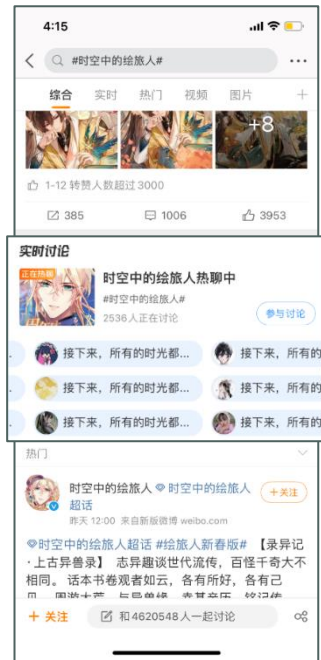 4:15
#时空中的绘旅人#
综合 实时 热门 视频 图片
+8
1-12 转赞人数超过3000
385 1006 3953
实时讨论
正在热聊
时空中的绘旅人热聊中
#时空中的绘旅人#
2536人正在讨论
参与讨论
接下来，所有的时光都... 接下来，所有的
接下来，所有的时光都... 接下来，所有的
接下来，所有的时光都... 接下来，所有的
热门
时空中的绘旅人 时空中的绘旅人
超话
+关注
昨天 12:00 来自新版微博 weibo.com
时空中的绘旅人超话 #绘旅人新春版# 【录异记
·上古异兽录】 志异趣谈世代流传，百怪千奇大不
相同。 话本书卷观者如云，各有所好，各有己
+ 关注 和4620548人一起讨论